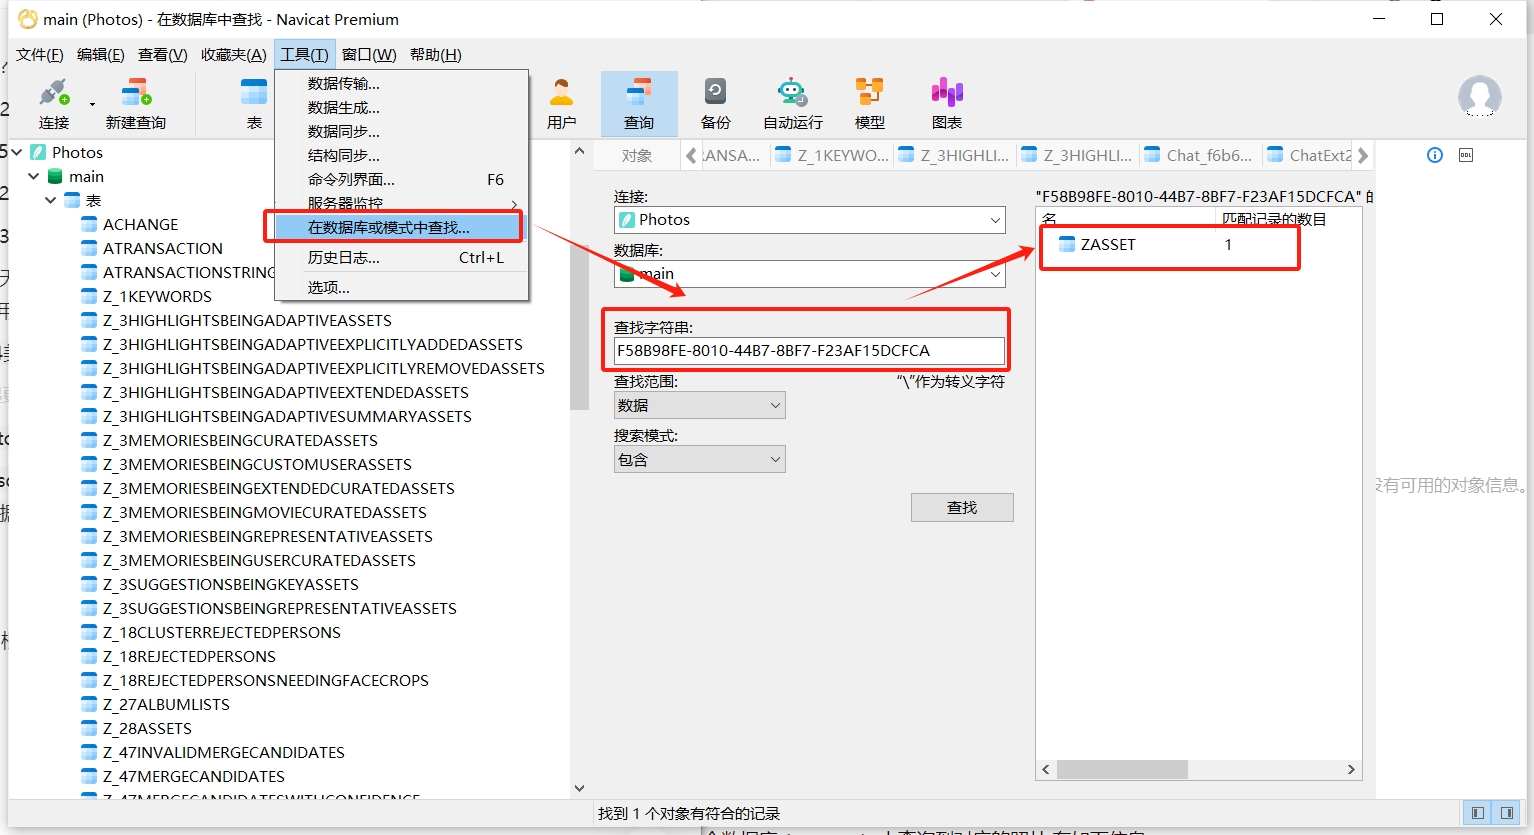 main (Photos) - 在数据库中查找 - Navicat Premium
文件(F) 编辑(E) 查看(V) 收藏夹(A) 工具(T) 窗口(W) 帮助(H)
连接 新建查询 表 用户 查询 备份 自动运行 模型 图表
数据传输...
数据生成...
数据同步...
结构同步...
命令列界面... F6
服务器监控
在数据库或模式中查找...
历史日志... Ctrl+L
选项...
Photos
main
表
ACHANGE
ATRANSACTION
ATRANSACTIONSTRING
Z_1KEYWORDS
Z_3HIGHLIGHTSBEINGADAPTIVEASSETS
Z_3HIGHLIGHTSBEINGADAPTIVEEXPLICITLYADDEDASSETS
Z_3HIGHLIGHTSBEINGADAPTIVEEXPLICITLYREMOVEDASSETS
Z_3HIGHLIGHTSBEINGADAPTIVEEXTENDEDASSETS
Z_3HIGHLIGHTSBEINGADAPTIVESUMMARYASSETS
Z_3MEMORIESBEINGCURATEDASSETS
Z_3MEMORIESBEINGCUSTOMUSERASSETS
Z_3MEMORIESBEINGEXTENDEDCURATEDASSETS
Z_3MEMORIESBEINGMOVIECURATEDASSETS
Z_3MEMORIESBEINGREPRESENTATIVEASSETS
Z_3MEMORIESBEINGUSERCURATEDASSETS
Z_3SUGGESTIONSBEINGKEYASSETS
Z_3SUGGESTIONSBEINGREPRESENTATIVEASSETS
Z_18CLUSTERREJECTEDPERSONS
Z_18REJECTEDPERSONS
Z_18REJECTEDPERSONSNEEDINGFACECROPS
Z_27ALBUMLISTS
Z_28ASSETS
Z_47INVALIDMERGECANDIDATES
Z_47MERGECANDIDATES
Z_47MERGECANDIDATESWITHCONFIDENCE
对象 RANSA... Z_1KEYWO... Z_3HIGHLI... Z_3HIGHLI... Chat_f6b6... ChatExt2
连接:
Photos
数据库:
main
查找字符串:
F58B98FE-8010-44B7-8BF7-F23AF15DCFCA
查找范围: "\"作为转义字符
数据
搜索模式:
包含
查找
"F58B98FE-8010-44B7-8BF7-F23AF15DCFCA" 的
名 匹配记录的数目
ZASSET 1
DDL
没有可用的对象信息。
找到 1 个对象有符合的记录